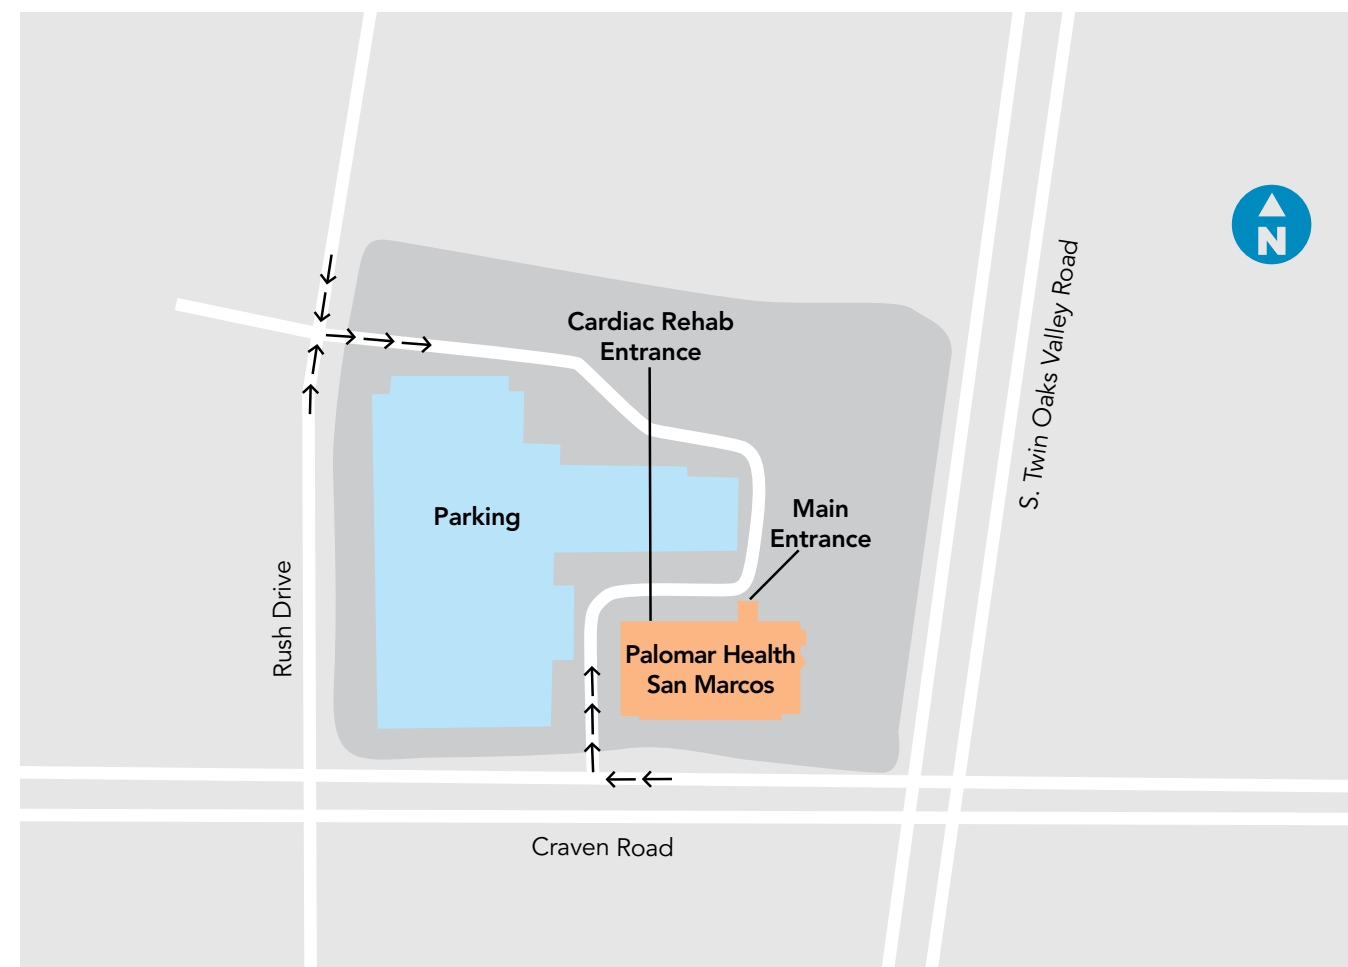 N
S. Twin Oaks Valley Road
Cardiac Rehab
Entrance
Main
Entrance
Parking
Rush Drive
Palomar Health
San Marcos
Craven Road